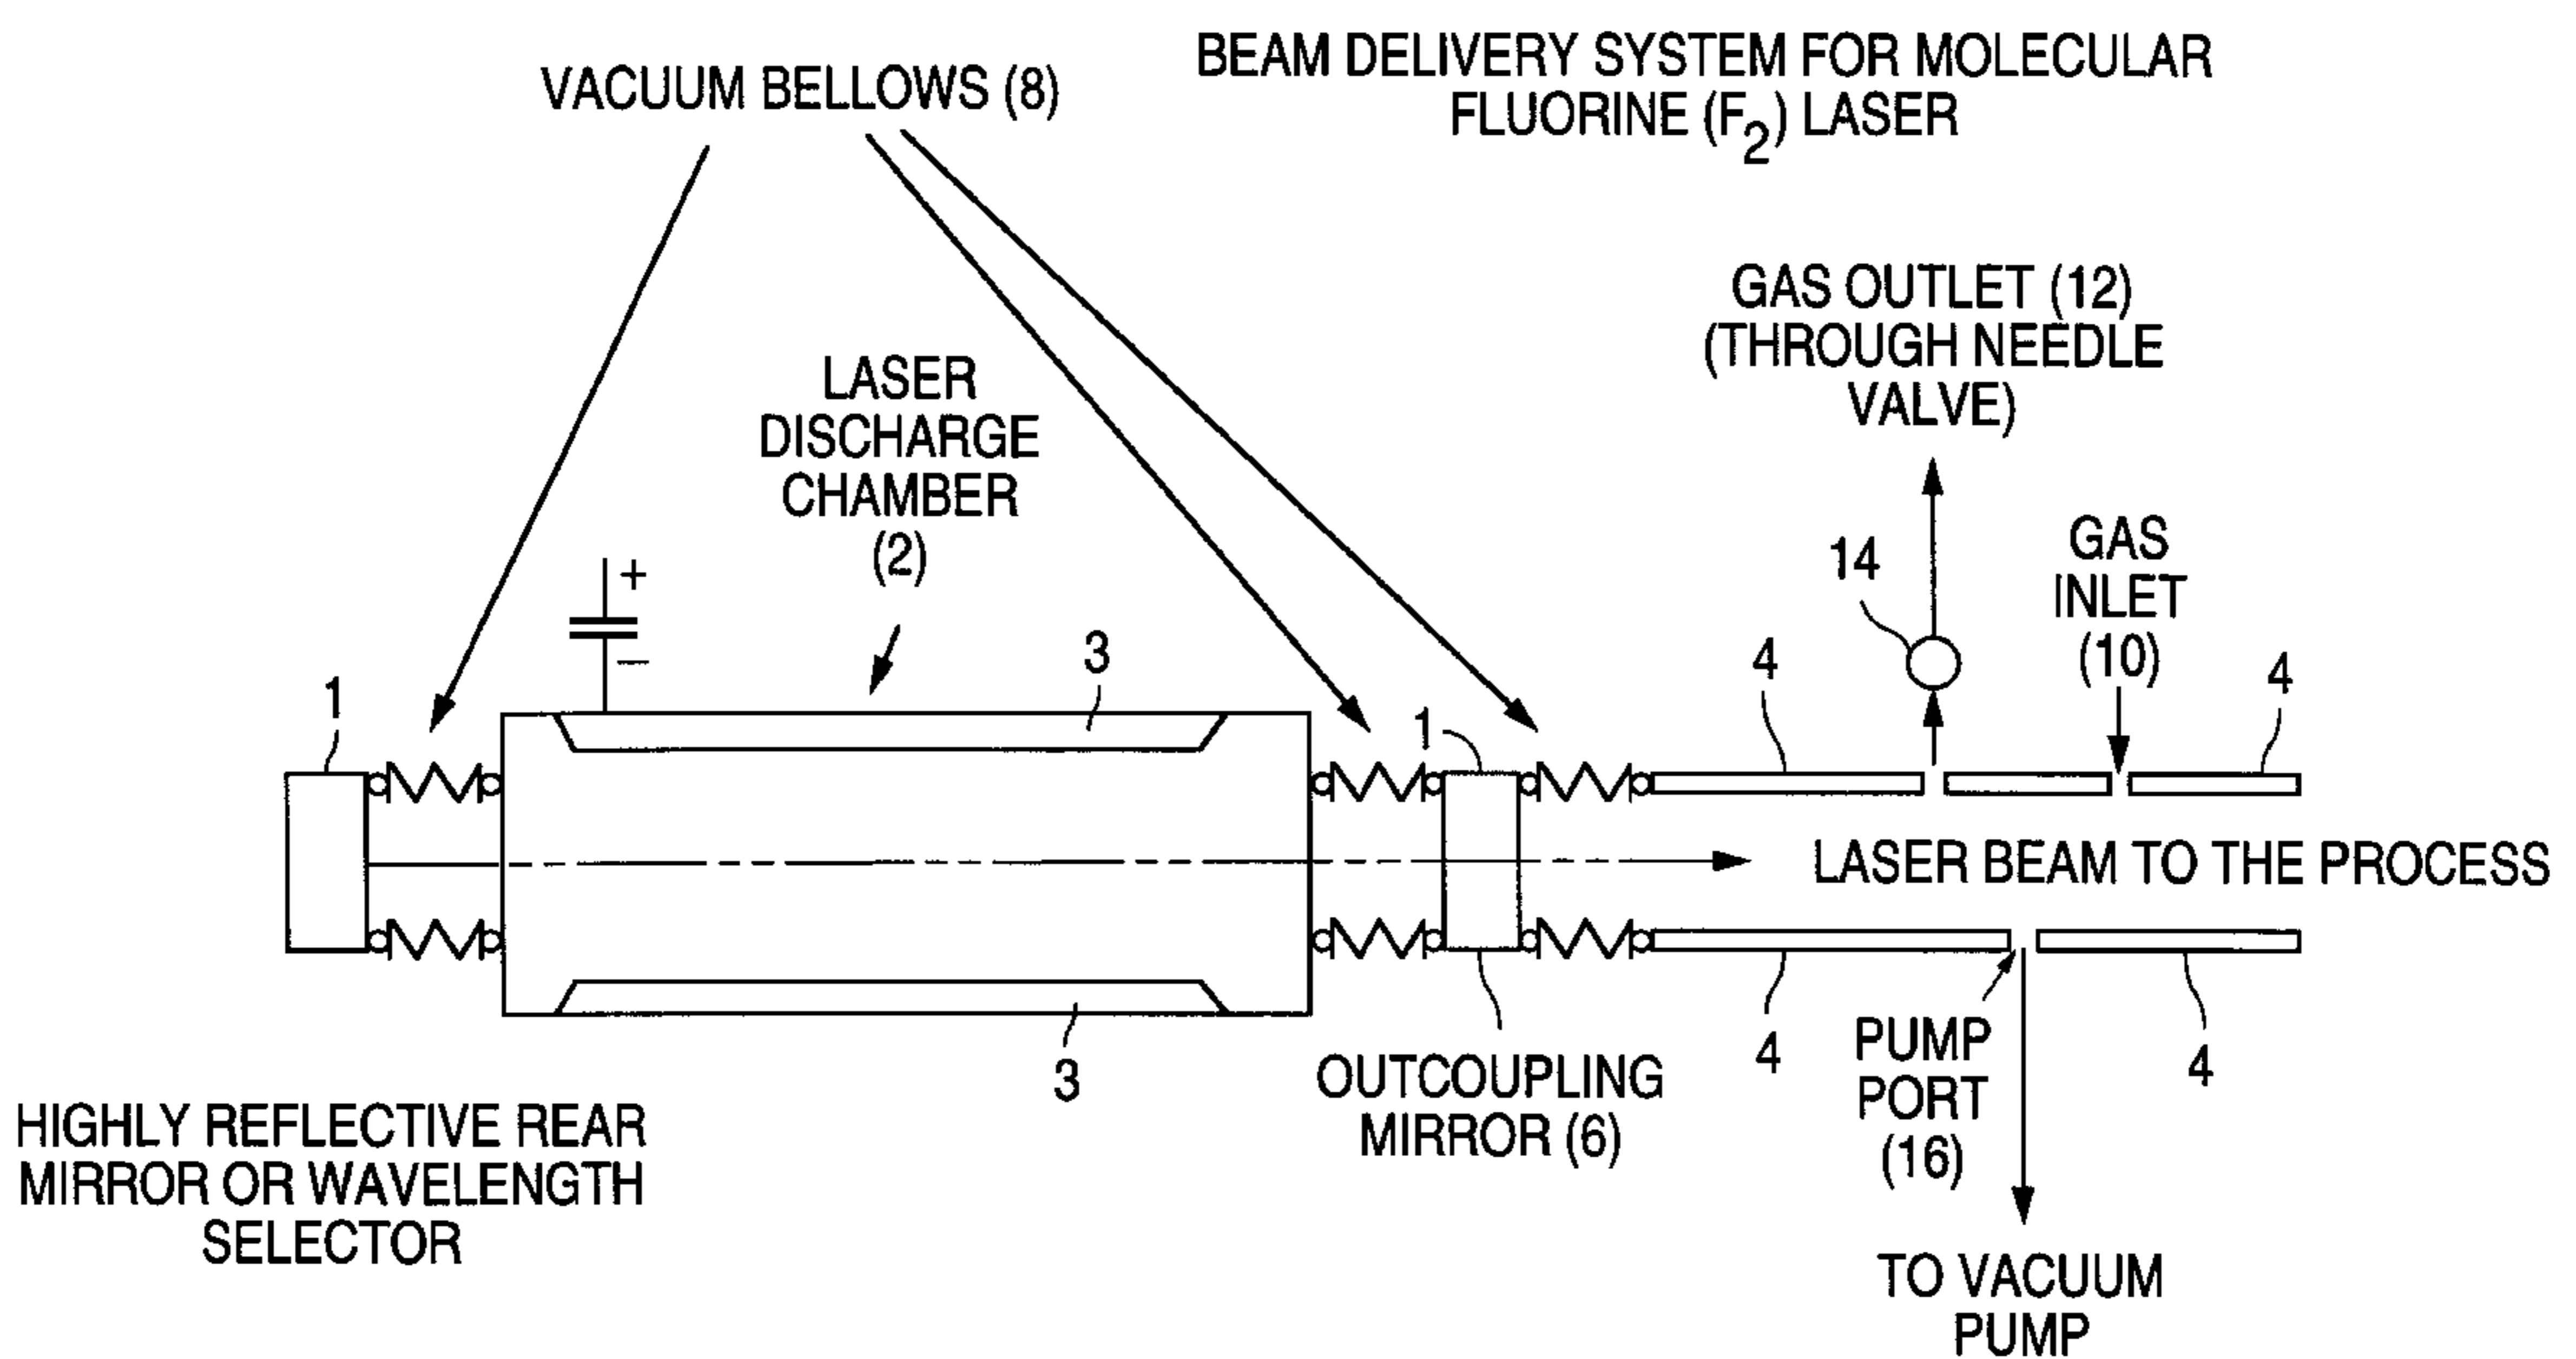 BEAM DELIVERY SYSTEM FOR MOLECULAR
FLUORINE (F2) LASER
VACUUM BELLOWS (8)
GAS OUTLET (12)
(THROUGH NEEDLE
VALVE)
LASER
DISCHARGE
CHAMBER
(2)
14
GAS
INLET
(10)
+
−
3
4
4
1
1
LASER BEAM TO THE PROCESS
3
4
4
OUTCOUPLING
MIRROR (6)
PUMP
PORT
(16)
HIGHLY REFLECTIVE REAR
MIRROR OR WAVELENGTH
SELECTOR
TO VACUUM
PUMP